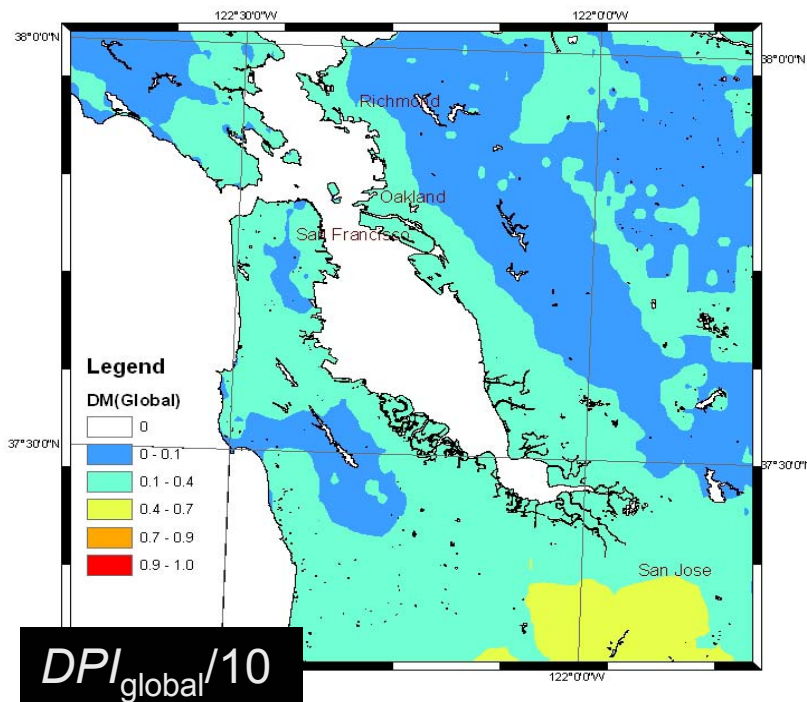 122°30'0"W
122°0'0"W
38°0'0"N
38°0'0"N
Richmond
Oakland
San Francisco
Legend
DM(Global)
0
0 - 0.1
0.1 - 0.4
0.4 - 0.7
0.7 - 0.9
0.9 - 1.0
37°30'0"N
37°30'0"N
San Jose
DPIglobal/10
122°0'0"W